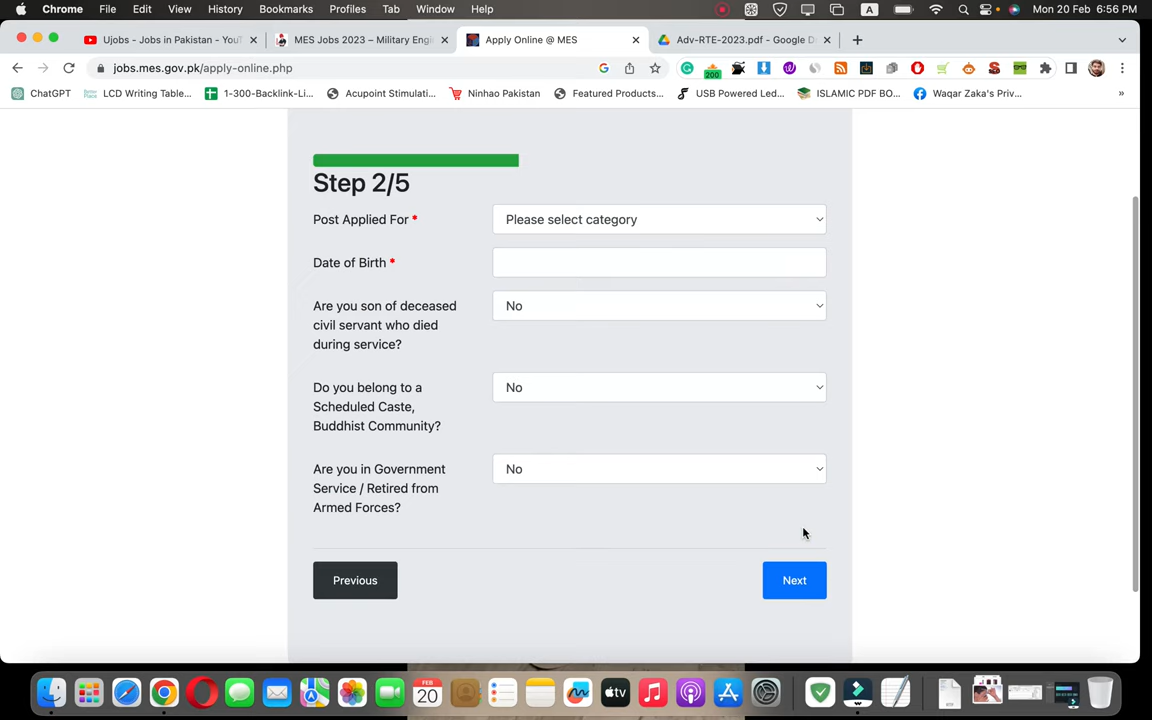 Chrome File Edit View History Bookmarks Profiles Tab Window Help A Mon 20 Feb 6:56 PM
Ujobs - Jobs in Pakistan - YouT MES Jobs 2023 – Military Engi Apply Online @ MES Adv-RTE-2023.pdf - Google D
jobs.mes.gov.pk/apply-online.php 200
ChatGPT LCD Writing Table... 1-300-Backlink-Li... Acupoint Stimulati... Ninhao Pakistan Featured Products... USB Powered Led... ISLAMIC PDF BO... Waqar Zaka's Priv... »
Step 2/5
Post Applied For * Please select category
Date of Birth *
Are you son of deceased No
civil servant who died
during service?
Do you belong to a No
Scheduled Caste,
Buddhist Community?
Are you in Government No
Service / Retired from
Armed Forces?
Previous Next
FEB
20
tv